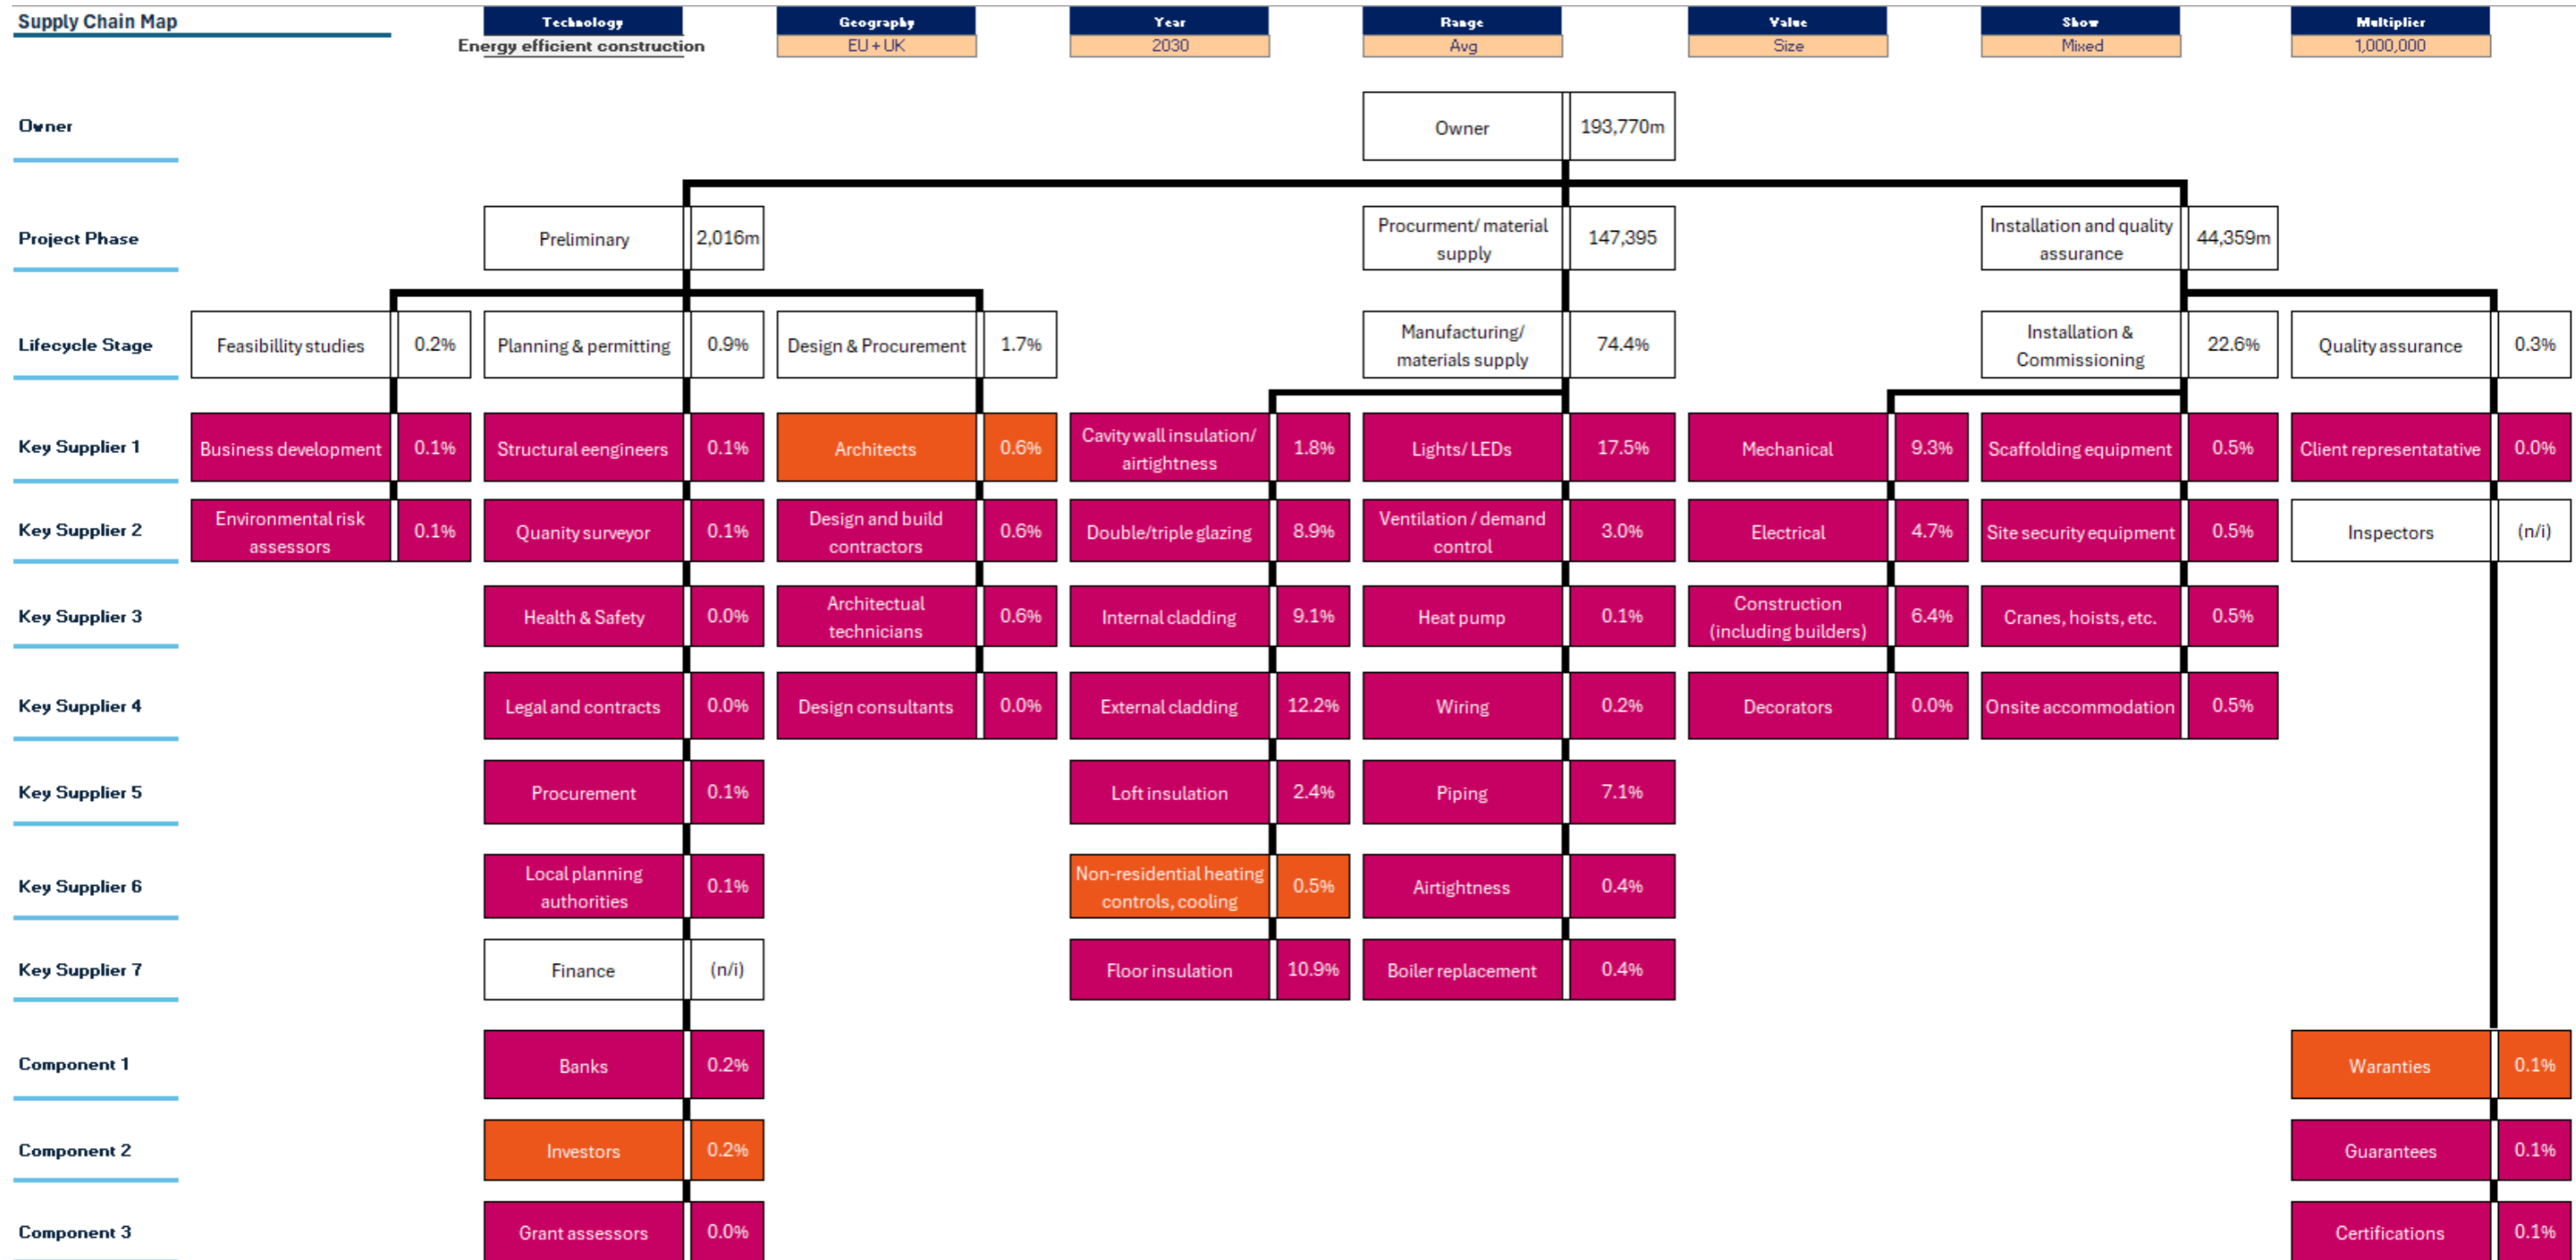 Supply Chain Map
Technology
Geography
Year
Range
Value
Show
Multiplier
Energy efficient construction
EU + UK
2030
Avg
Size
Mixed
1,000,000
Owner
Owner
193,770m
Project Phase
Preliminary
2,016m
Procurment/ material
supply
147,395
Installation and quality
assurance
44,359m
Lifecycle Stage
Feasibillity studies
0.2%
Planning & permitting
0.9%
Design & Procurement
1.7%
Manufacturing/
materials supply
74.4%
Installation &
Commissioning
22.6%
Quality assurance
0.3%
Key Supplier 1
Business development
0.1%
Structural eengineers
0.1%
Architects
0.6%
Cavity wall insulation/
airtightness
1.8%
Lights/ LEDs
17.5%
Mechanical
9.3%
Scaffolding equipment
0.5%
Client representatative
0.0%
Key Supplier 2
Environmental risk
assessors
0.1%
Quanity surveyor
0.1%
Design and build
contractors
0.6%
Double/triple glazing
8.9%
Ventilation / demand
control
3.0%
Electrical
4.7%
Site security equipment
0.5%
Inspectors
(n/i)
Key Supplier 3
Health & Safety
0.0%
Architectual
technicians
0.6%
Internal cladding
9.1%
Heat pump
0.1%
Construction
(including builders)
6.4%
Cranes, hoists, etc.
0.5%
Key Supplier 4
Legal and contracts
0.0%
Design consultants
0.0%
External cladding
12.2%
Wiring
0.2%
Decorators
0.0%
Onsite accommodation
0.5%
Key Supplier 5
Procurement
0.1%
Loft insulation
2.4%
Piping
7.1%
Key Supplier 6
Local planning
authorities
0.1%
Non-residential heating
controls, cooling
0.5%
Airtightness
0.4%
Key Supplier 7
Finance
(n/i)
Floor insulation
10.9%
Boiler replacement
0.4%
Component 1
Banks
0.2%
Waranties
0.1%
Component 2
Investors
0.2%
Guarantees
0.1%
Component 3
Grant assessors
0.0%
Certifications
0.1%